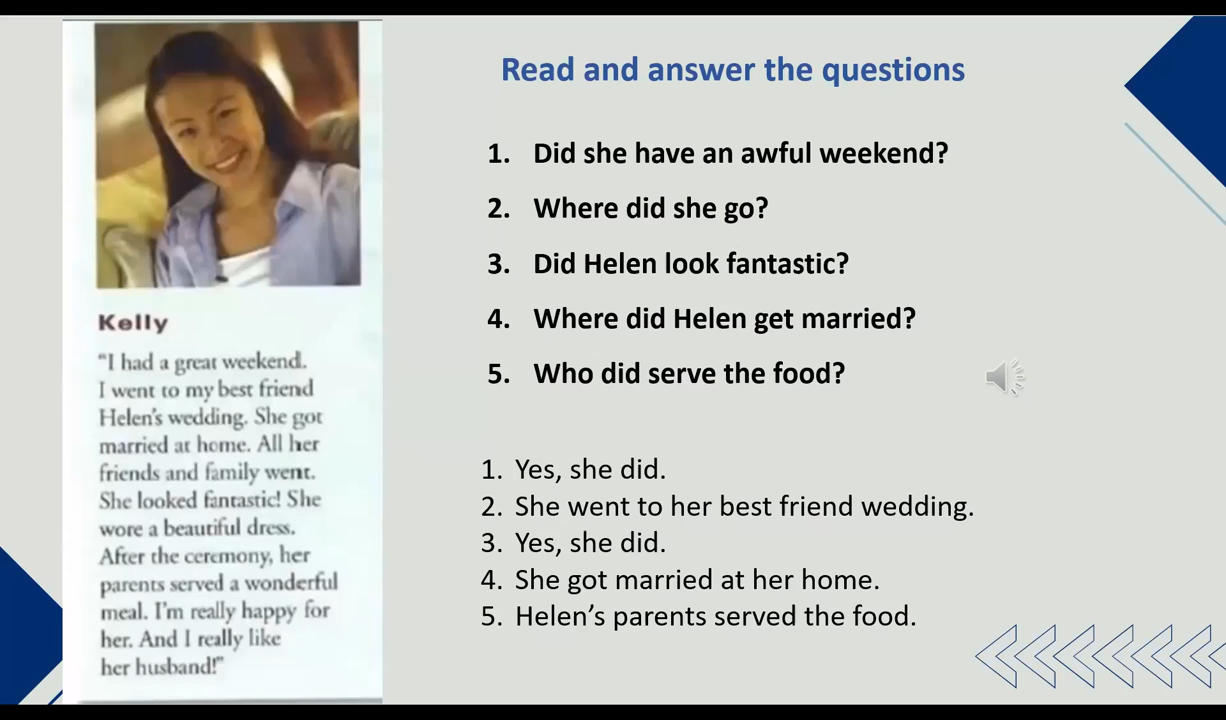 Kelly
"I had a great weekend.
I went to my best friend
Helen's wedding. She got
married at home. All her
friends and family went.
She looked fantastic! She
wore a beautiful dress.
After the ceremony, her
parents served a wonderful
meal. I'm really happy for
her. And I really like
her husband!"
Read and answer the questions
1. Did she have an awful weekend?
2. Where did she go?
3. Did Helen look fantastic?
4. Where did Helen get married?
5. Who did serve the food?
1. Yes, she did.
2. She went to her best friend wedding.
3. Yes, she did.
4. She got married at her home.
5. Helen's parents served the food.